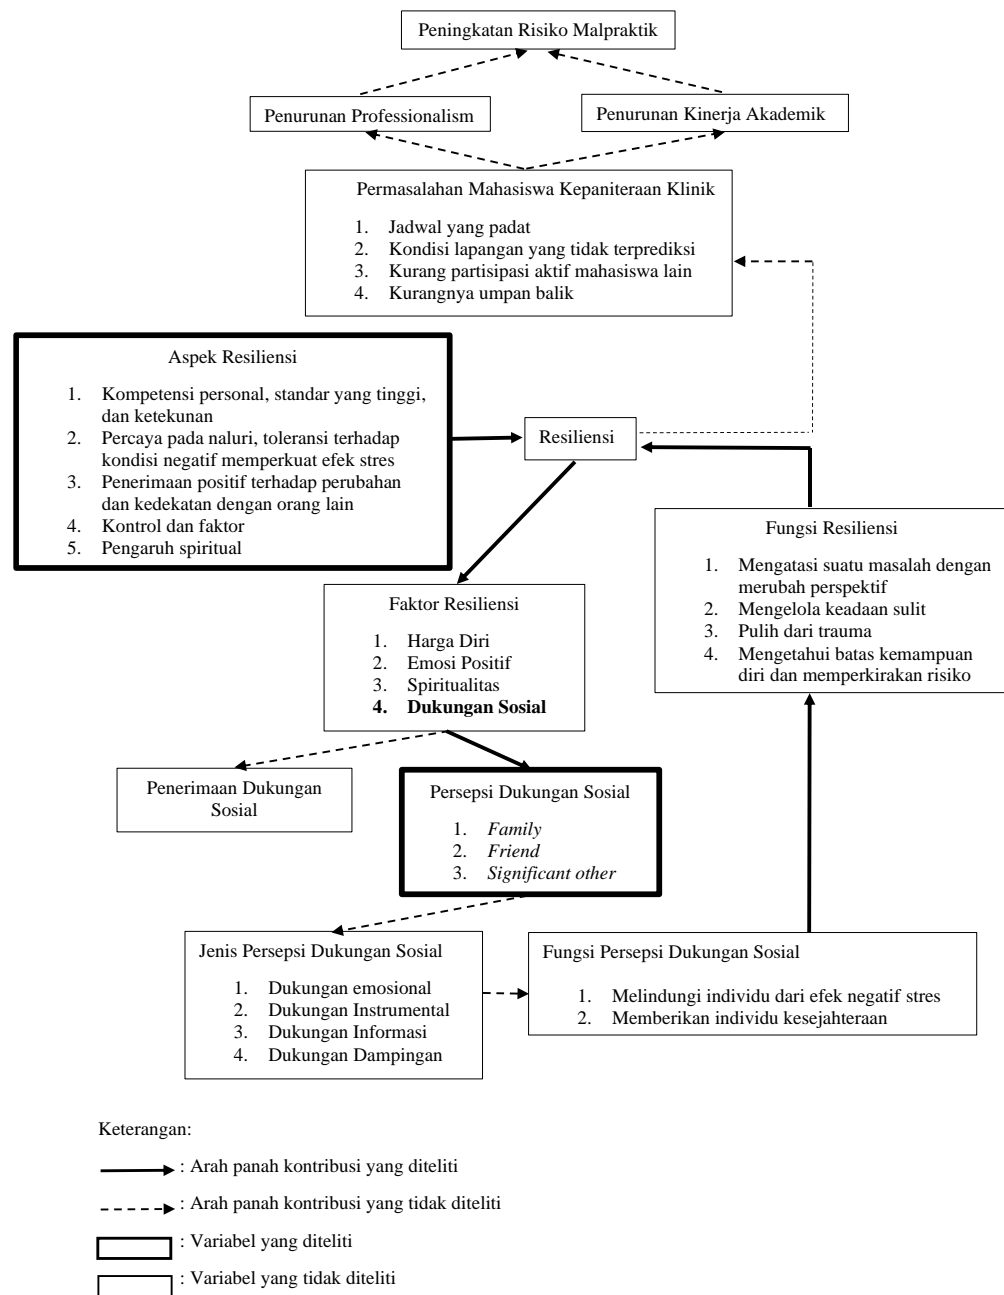 Peningkatan Risiko Malpraktik
Penurunan Professionalism
Penurunan Kinerja Akademik
Permasalahan Mahasiswa Kepaniteraan Klinik
1. Jadwal yang padat
2. Kondisi lapangan yang tidak terprediksi
3. Kurang partisipasi aktif mahasiswa lain
4. Kurangnya umpan balik
Aspek Resiliensi
1. Kompetensi personal, standar yang tinggi,
dan ketekunan
2. Percaya pada naluri, toleransi terhadap
kondisi negatif memperkuat efek stres
3. Penerimaan positif terhadap perubahan
dan kedekatan dengan orang lain
4. Kontrol dan faktor
5. Pengaruh spiritual
Resiliensi
Fungsi Resiliensi
1. Mengatasi suatu masalah dengan
merubah perspektif
2. Mengelola keadaan sulit
3. Pulih dari trauma
4. Mengetahui batas kemampuan
diri dan memperkirakan risiko
Faktor Resiliensi
1. Harga Diri
2. Emosi Positif
3. Spiritualitas
4. Dukungan Sosial
Penerimaan Dukungan
Sosial
Persepsi Dukungan Sosial
1. Family
2. Friend
3. Significant other
Jenis Persepsi Dukungan Sosial
1. Dukungan emosional
2. Dukungan Instrumental
3. Dukungan Informasi
4. Dukungan Dampingan
Fungsi Persepsi Dukungan Sosial
1. Melindungi individu dari efek negatif stres
2. Memberikan individu kesejahteraan
Keterangan:
: Arah panah kontribusi yang diteliti
: Arah panah kontribusi yang tidak diteliti
: Variabel yang diteliti
: Variabel yang tidak diteliti